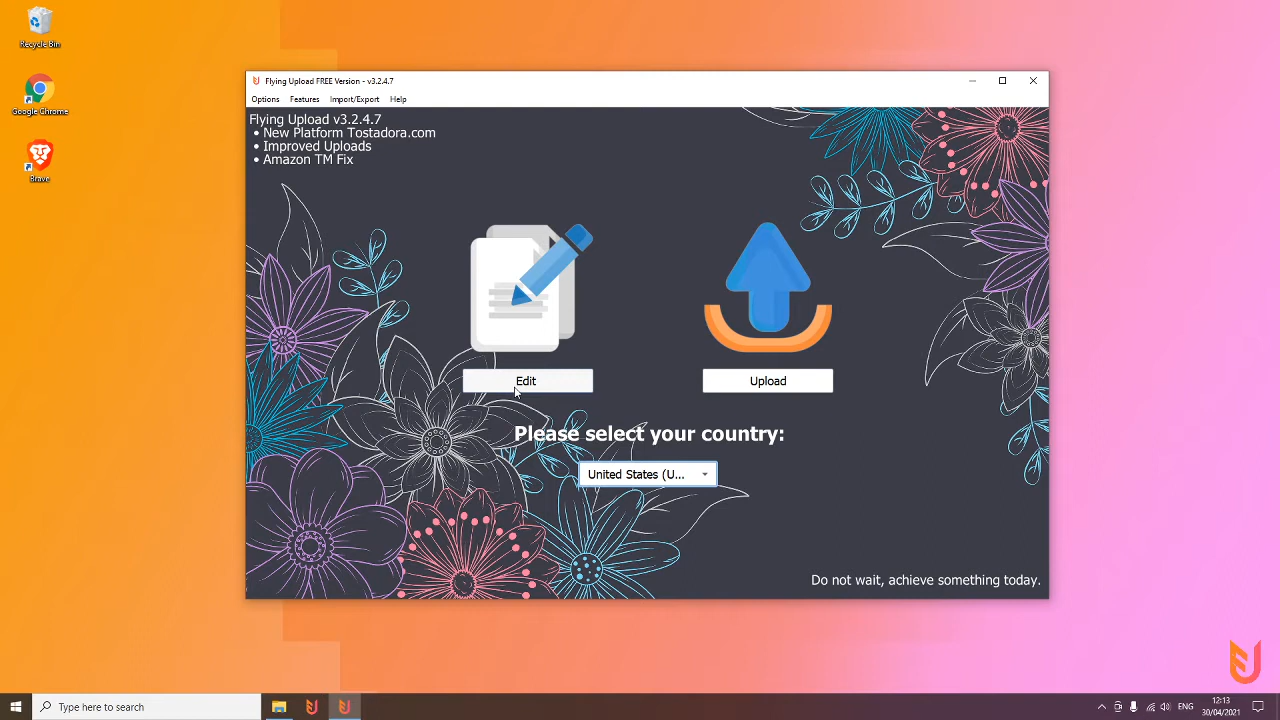 Recycle Bin
Google Chrome
Brave
Flying Upload FREE Version - v3.2.4.7
Options Features Import/Export Help
Flying Upload v3.2.4.7
• New Platform Tostadora.com
• Improved Uploads
• Amazon TM Fix
Edit
Upload
Please select your country:
United States (U...
Do not wait, achieve something today.
Type here to search
ENG
12:13
30/04/2021